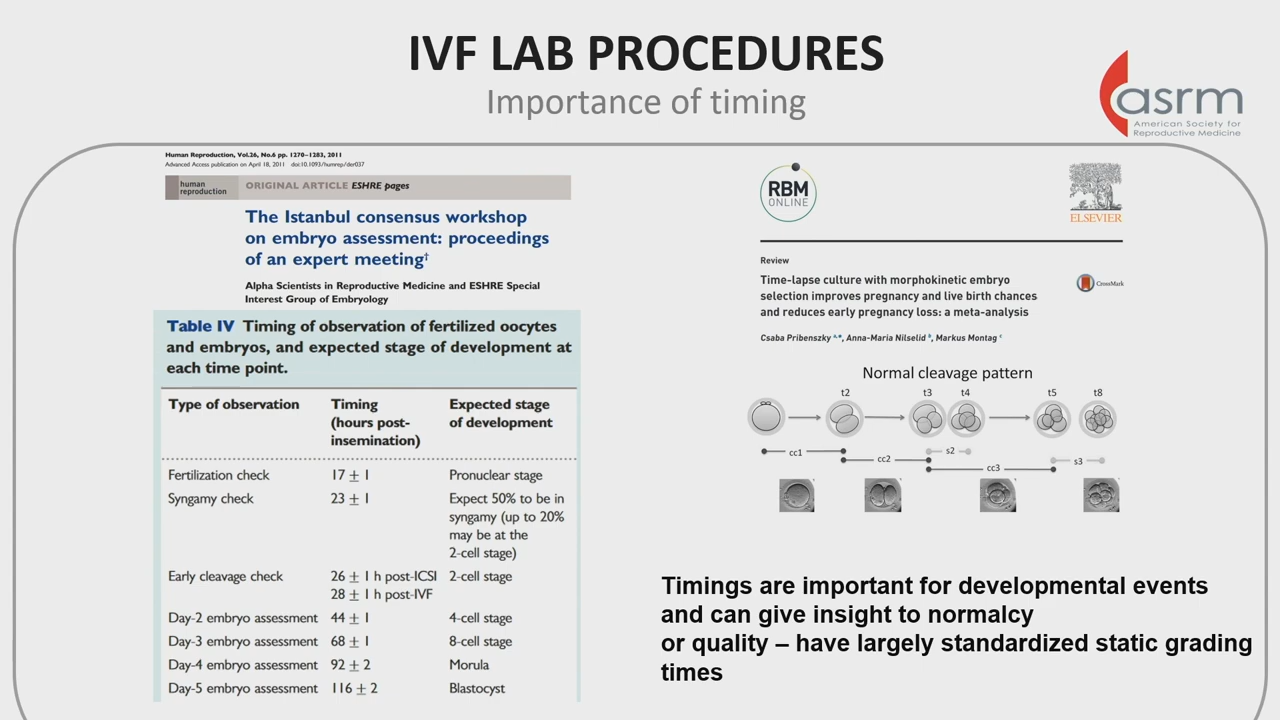 IVF LAB PROCEDURES
Importance of timing
asrm
American Society for
Reproductive Medicine
Human Reproduction, Vol.26, No.6 pp. 1270–1283, 2011
Advanced Access publication on April 18, 2011 doi:10.1093/humrep/der037
human
reproduction
ORIGINAL ARTICLE ESHRE pages
The Istanbul consensus workshop
on embryo assessment: proceedings
of an expert meeting†
Alpha Scientists in Reproductive Medicine and ESHRE Special
Interest Group of Embryology
Table IV Timing of observation of fertilized oocytes
and embryos, and expected stage of development at
each time point.
Type of observation Timing (hours post-insemination) Expected stage of development
Fertilization check 17 ± 1 Pronuclear stage
Syngamy check 23 ± 1 Expect 50% to be in
syngamy (up to 20%
may be at the
2-cell stage)
Early cleavage check 26 ± 1 h post-ICSI 2-cell stage
28 ± 1 h post-IVF
Day-2 embryo assessment 44 ± 1 4-cell stage
Day-3 embryo assessment 68 ± 1 8-cell stage
Day-4 embryo assessment 92 ± 2 Morula
Day-5 embryo assessment 116 ± 2 Blastocyst
RBM
ONLINE
ELSEVIER
Review
Time-lapse culture with morphokinetic embryo
selection improves pregnancy and live birth chances
and reduces early pregnancy loss: a meta-analysis
CrossMark
Csaba Pribenszky a,*, Anna-Maria Nilselid b, Markus Montag c
Normal cleavage pattern
t2 t3 t4 t5 t8
cc1 cc2 s2 cc3 s3
Timings are important for developmental events
and can give insight to normalcy
or quality – have largely standardized static grading
times